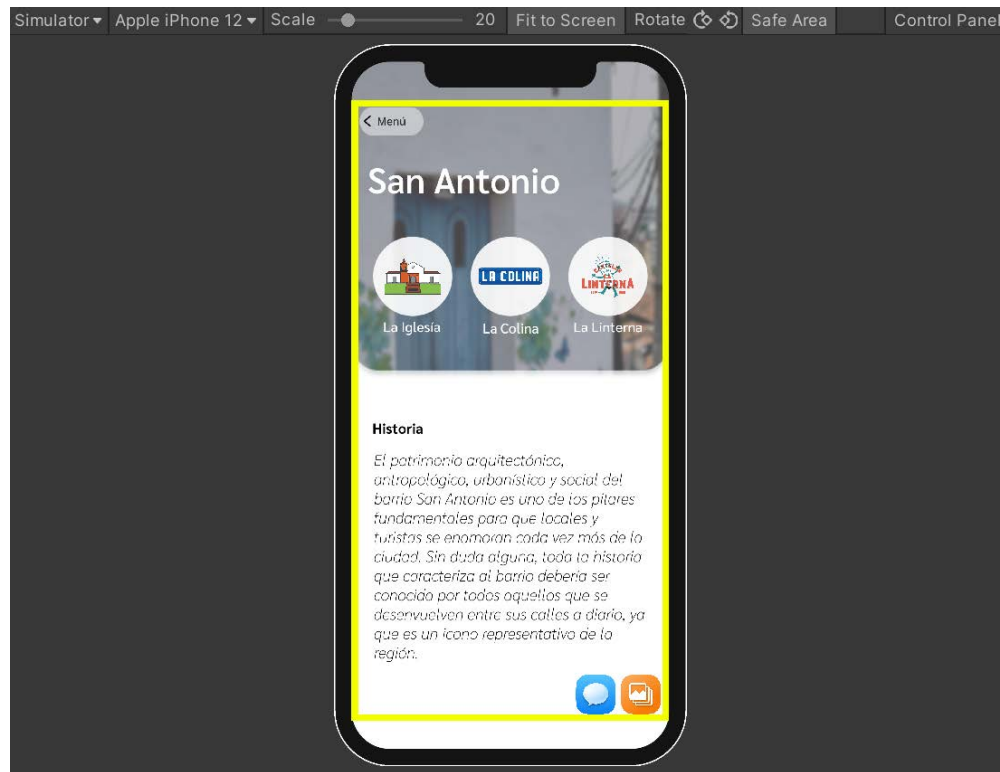 Simulator Apple iPhone 12 Scale 20 Fit to Screen Rotate Safe Area Control Panel
Menú
San Antonio
LA COLINA
LINTERNA
La Iglesía
La Colina
La Linterna
Historia
El patrimonio arquitectónico,
antropológico, urbanístico y social del
barrio San Antonio es uno de los pilares
fundamentales para que locales y
turistas se enamoran cada vez más de la
ciudad. Sin duda alguna, toda la historia
que caracteriza al barrio debería ser
conocida por todos aquellos que se
desenvuelven entre sus calles a diario, ya
que es un ícono representativo de la
región.